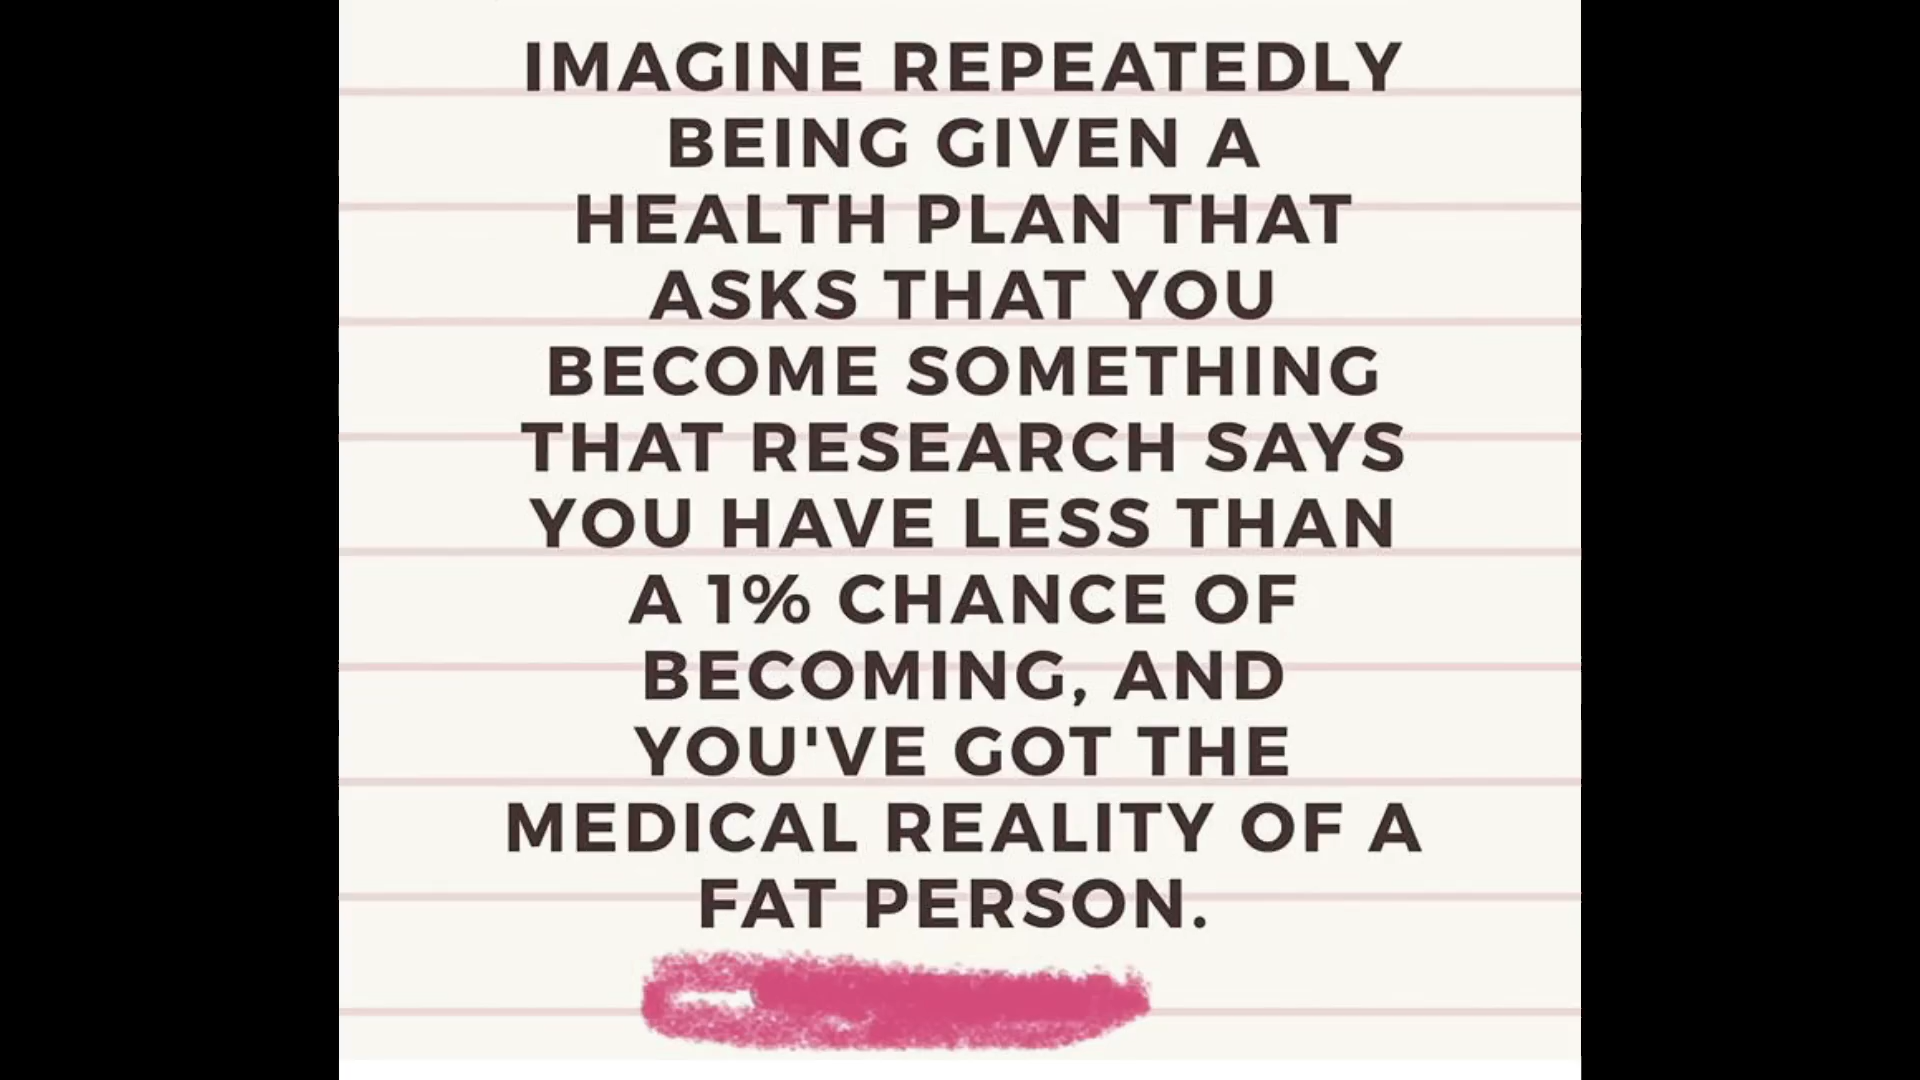 IMAGINE REPEATEDLY
BEING GIVEN A
HEALTH PLAN THAT
ASKS THAT YOU
BECOME SOMETHING
THAT RESEARCH SAYS
YOU HAVE LESS THAN
A 1% CHANCE OF
BECOMING, AND
YOU'VE GOT THE
MEDICAL REALITY OF A
FAT PERSON.